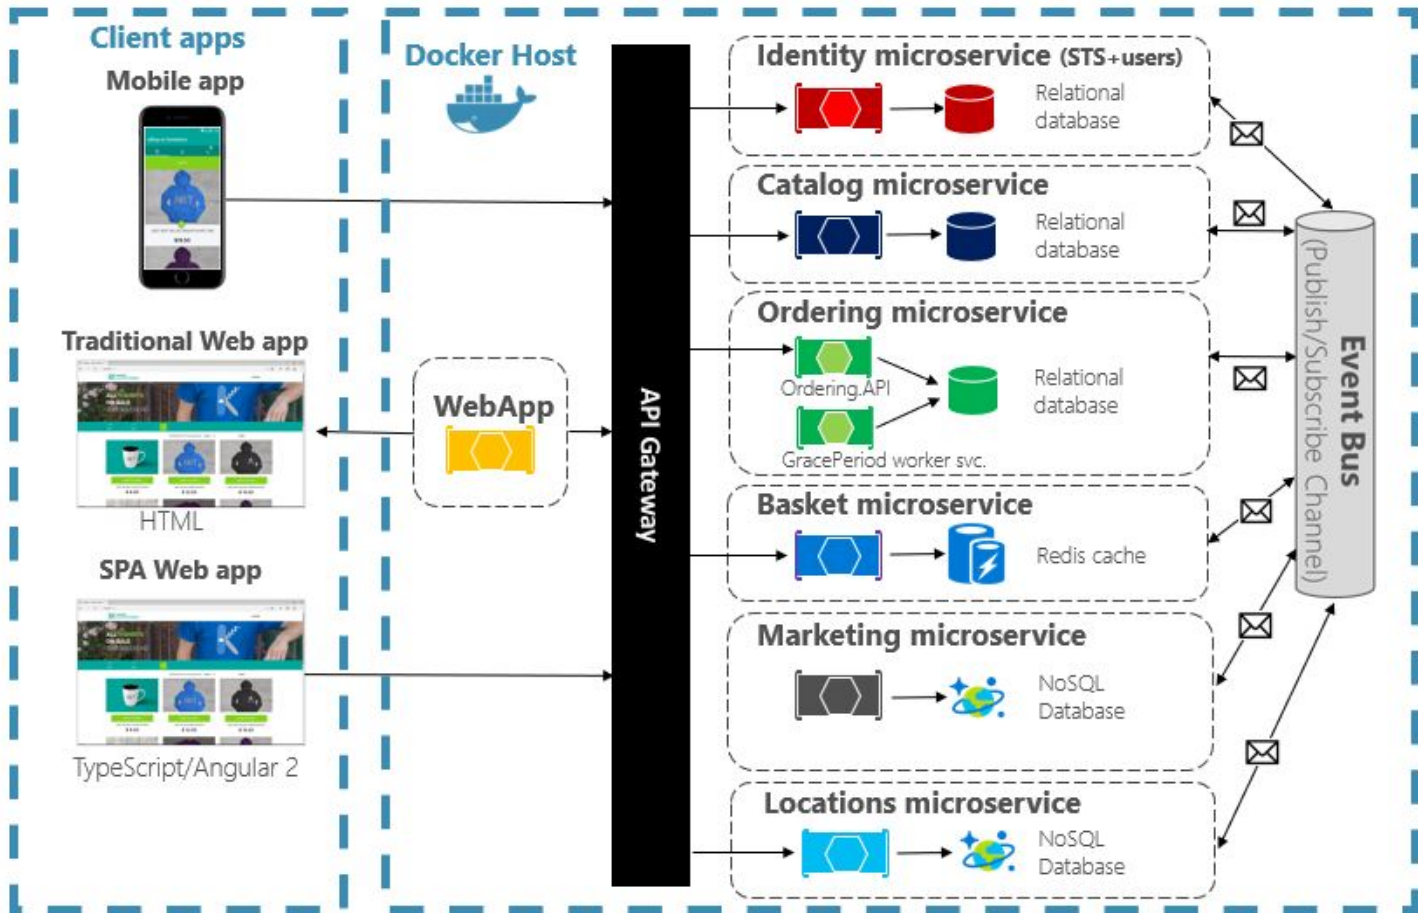 Client apps
Mobile app
Traditional Web app
HTML
SPA Web app
TypeScript/Angular 2
Docker Host
WebApp
API Gateway
Identity microservice (STS+users)
Relational
database
Catalog microservice
Relational
database
Ordering microservice
Ordering.API
Relational
database
GracePeriod worker svc.
Basket microservice
Redis cache
Marketing microservice
NoSQL
Database
Locations microservice
NoSQL
Database
Event Bus
(Publish/Subscribe Channel)